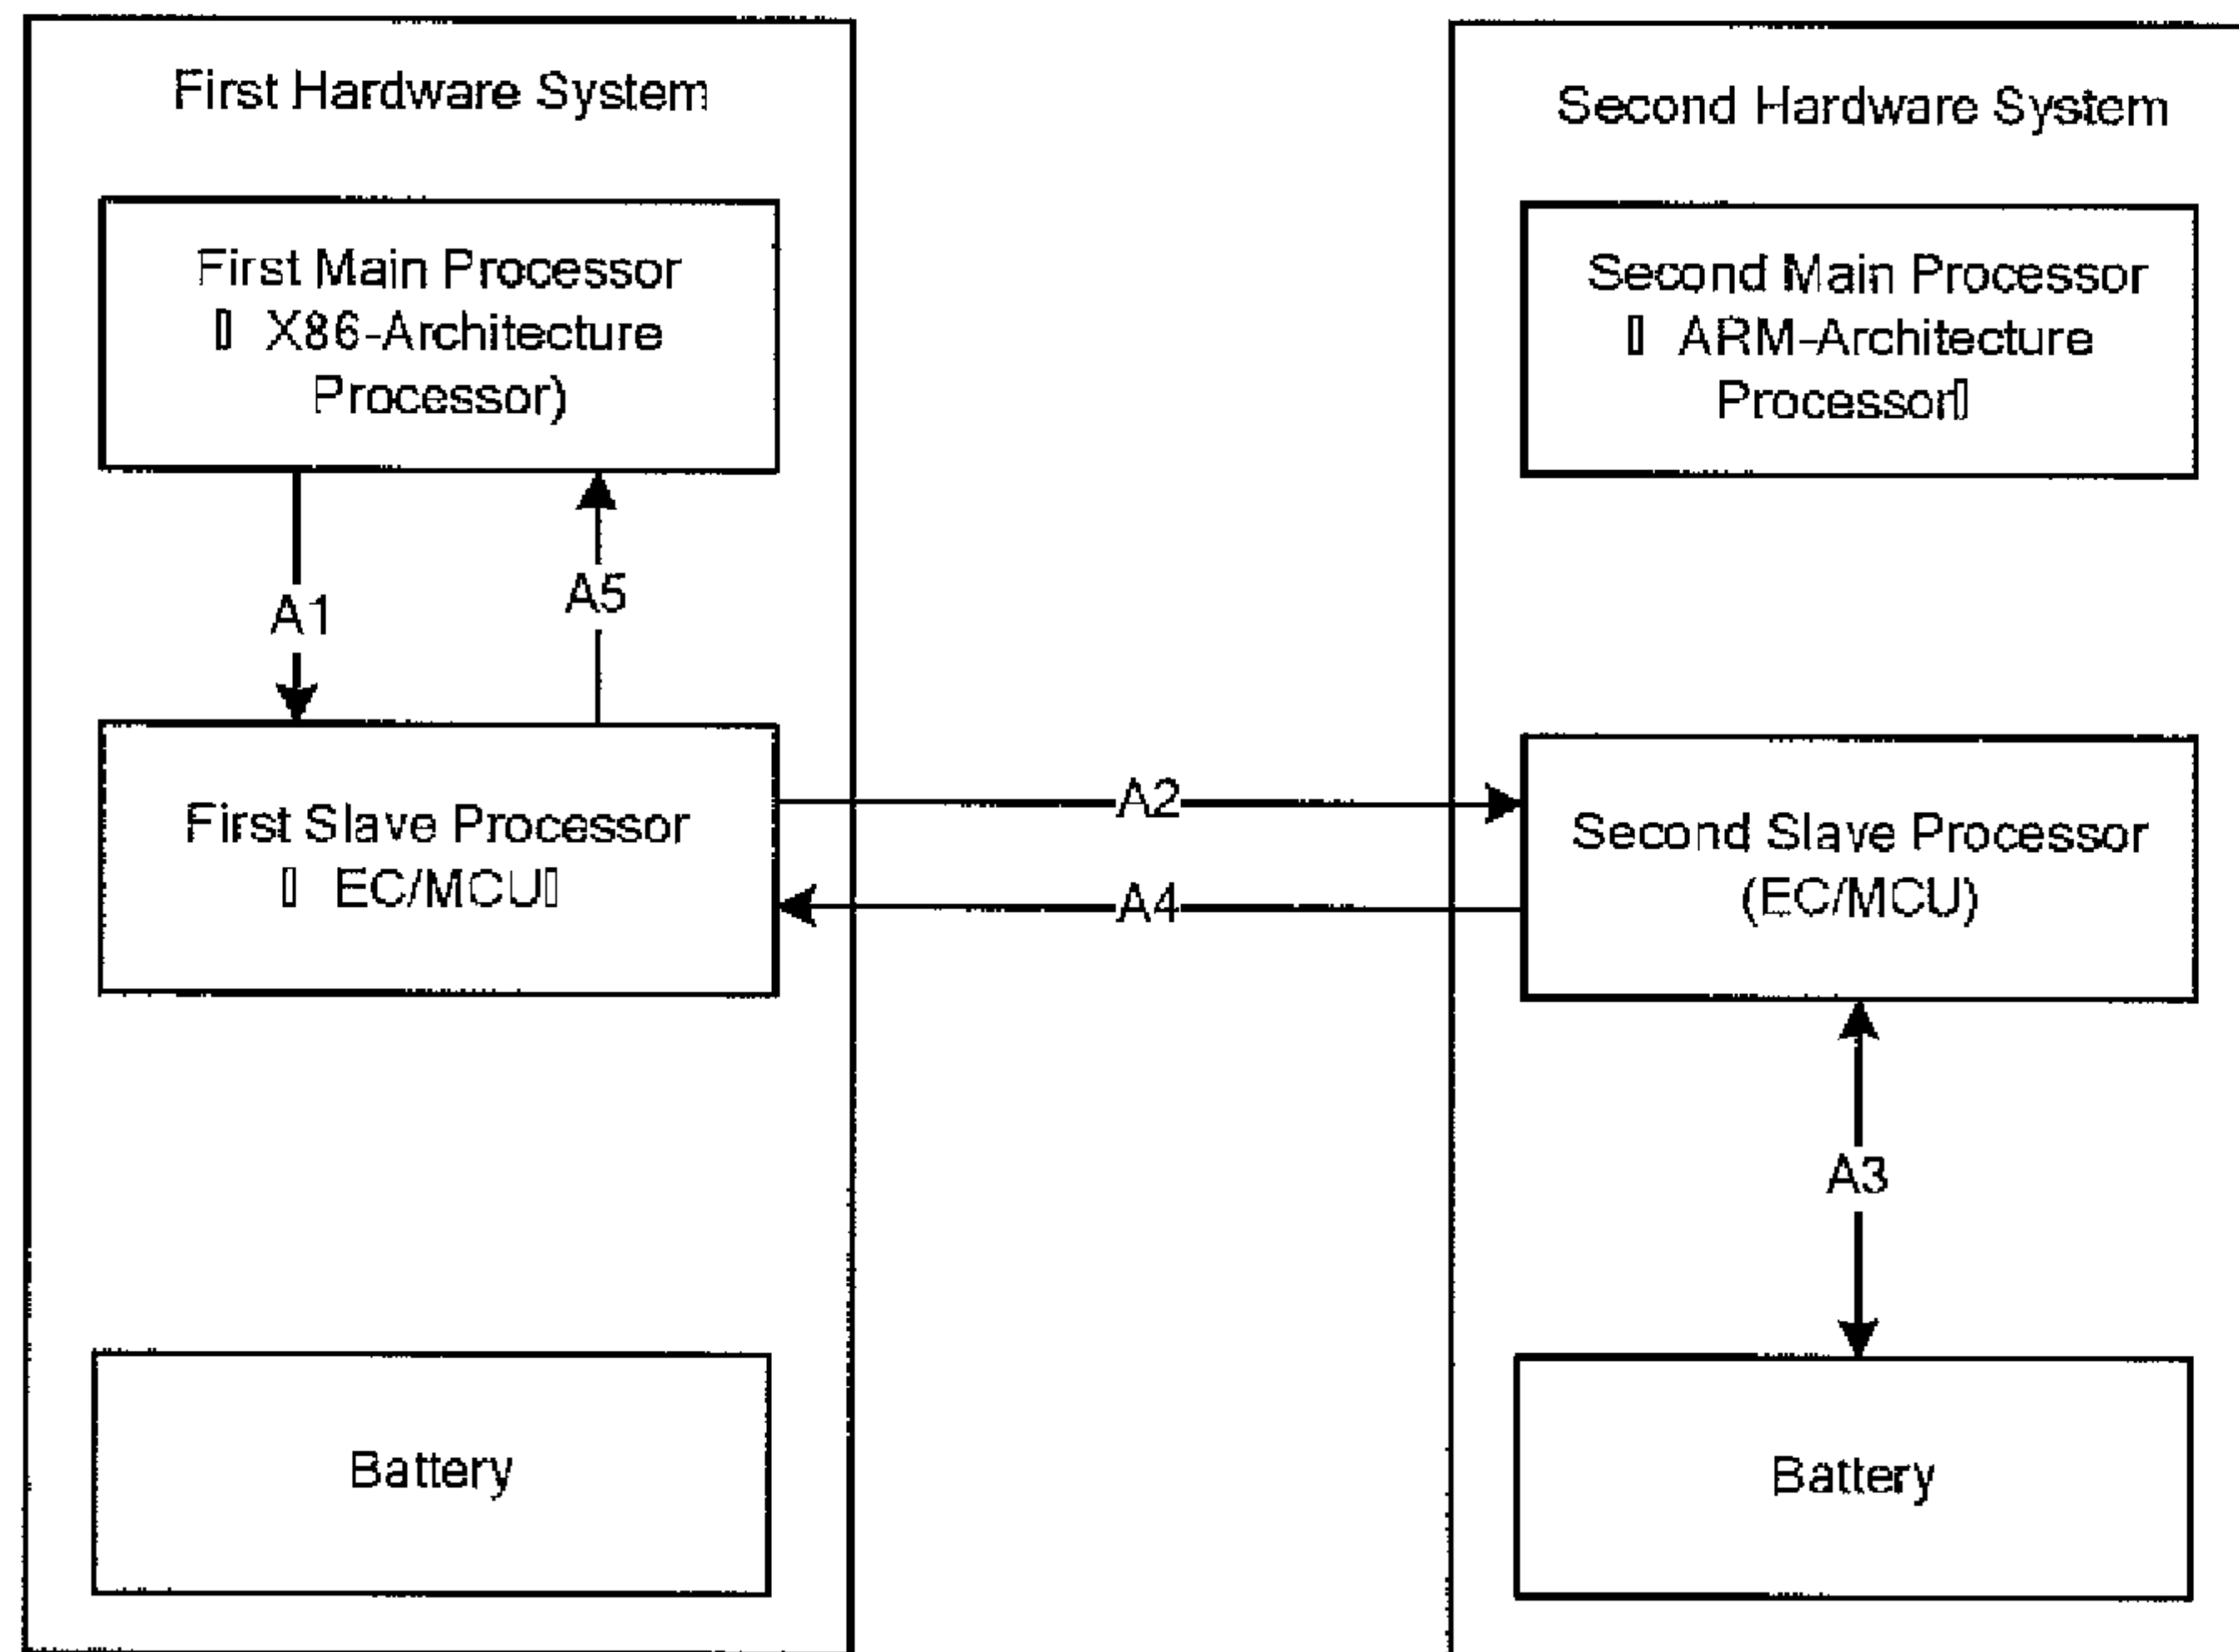 First Hardware System
First Main Processor
▯ X86-Architecture
Processor)
A1
A5
First Slave Processor
▯ EC/MCU▯
Battery
A2
A4
Second Hardware System
Second Main Processor
▯ ARM-Architecture
Processor▯
Second Slave Processor
(EC/MCU)
A3
Battery